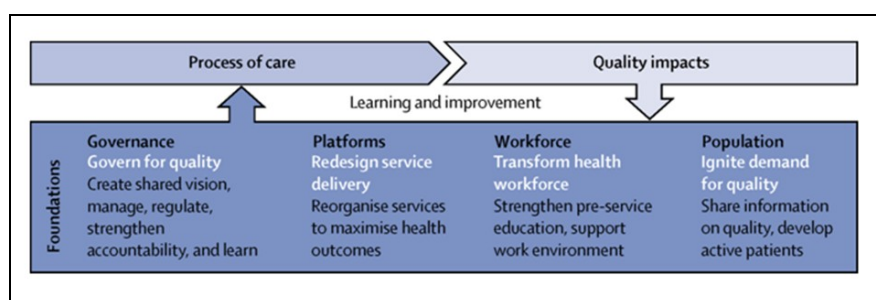 Process of care
Quality impacts
Learning and improvement
Foundations
Governance
Govern for quality
Create shared vision,
manage, regulate,
strengthen
accountability, and learn
Platforms
Redesign service
delivery
Reorganise services
to maximise health
outcomes
Workforce
Transform health
workforce
Strengthen pre-service
education, support
work environment
Population
Ignite demand
for quality
Share information
on quality, develop
active patients